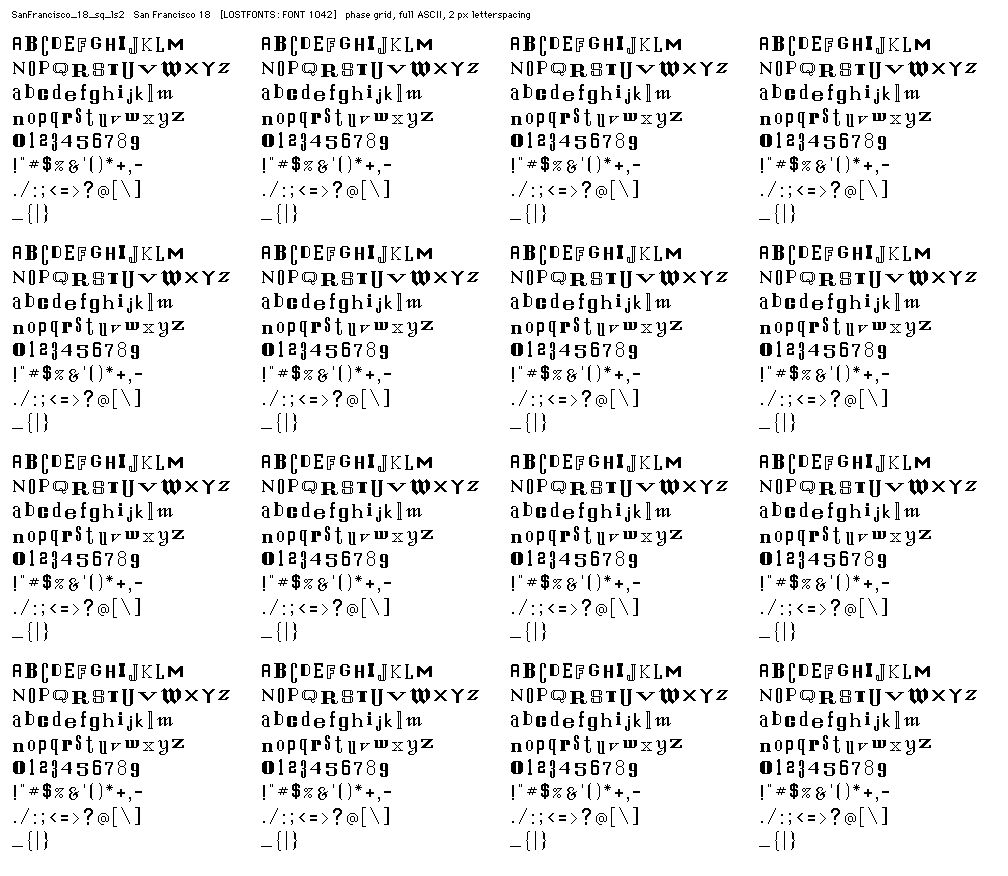 SanFrancisco_18_sq_ls2 San Francisco 18 [LOSTFONTS: FONT 1042] phase grid, full ASCII, 2 px letterspacing
ABCDEFGHIJKLM ABCDEFGHIJKLM ABCDEFGHIJKLM ABCDEFGHIJKLM
NOPQRSTUVWXYZ NOPQRSTUVWXYZ NOPQRSTUVWXYZ NOPQRSTUVWXYZ
abcdefghijklm abcdefghijklm abcdefghijklm abcdefghijklm
nopqrstuvwxyz nopqrstuvwxyz nopqrstuvwxyz nopqrstuvwxyz
0123456789 0123456789 0123456789 0123456789
!"#$%&'()*+,- !"#$%&'()*+,- !"#$%&'()*+,- !"#$%&'()*+,-
./:;<=>?@[\] ./:;<=>?@[\] ./:;<=>?@[\] ./:;<=>?@[\]
_{|} _{|} _{|} _{|}
ABCDEFGHIJKLM ABCDEFGHIJKLM ABCDEFGHIJKLM ABCDEFGHIJKLM
NOPQRSTUVWXYZ NOPQRSTUVWXYZ NOPQRSTUVWXYZ NOPQRSTUVWXYZ
abcdefghijklm abcdefghijklm abcdefghijklm abcdefghijklm
nopqrstuvwxyz nopqrstuvwxyz nopqrstuvwxyz nopqrstuvwxyz
0123456789 0123456789 0123456789 0123456789
!"#$%&'()*+,- !"#$%&'()*+,- !"#$%&'()*+,- !"#$%&'()*+,-
./:;<=>?@[\] ./:;<=>?@[\] ./:;<=>?@[\] ./:;<=>?@[\]
_{|} _{|} _{|} _{|}
ABCDEFGHIJKLM ABCDEFGHIJKLM ABCDEFGHIJKLM ABCDEFGHIJKLM
NOPQRSTUVWXYZ NOPQRSTUVWXYZ NOPQRSTUVWXYZ NOPQRSTUVWXYZ
abcdefghijklm abcdefghijklm abcdefghijklm abcdefghijklm
nopqrstuvwxyz nopqrstuvwxyz nopqrstuvwxyz nopqrstuvwxyz
0123456789 0123456789 0123456789 0123456789
!"#$%&'()*+,- !"#$%&'()*+,- !"#$%&'()*+,- !"#$%&'()*+,-
./:;<=>?@[\] ./:;<=>?@[\] ./:;<=>?@[\] ./:;<=>?@[\]
_{|} _{|} _{|} _{|}
ABCDEFGHIJKLM ABCDEFGHIJKLM ABCDEFGHIJKLM ABCDEFGHIJKLM
NOPQRSTUVWXYZ NOPQRSTUVWXYZ NOPQRSTUVWXYZ NOPQRSTUVWXYZ
abcdefghijklm abcdefghijklm abcdefghijklm abcdefghijklm
nopqrstuvwxyz nopqrstuvwxyz nopqrstuvwxyz nopqrstuvwxyz
0123456789 0123456789 0123456789 0123456789
!"#$%&'()*+,- !"#$%&'()*+,- !"#$%&'()*+,- !"#$%&'()*+,-
./:;<=>?@[\] ./:;<=>?@[\] ./:;<=>?@[\] ./:;<=>?@[\]
_{|} _{|} _{|} _{|}